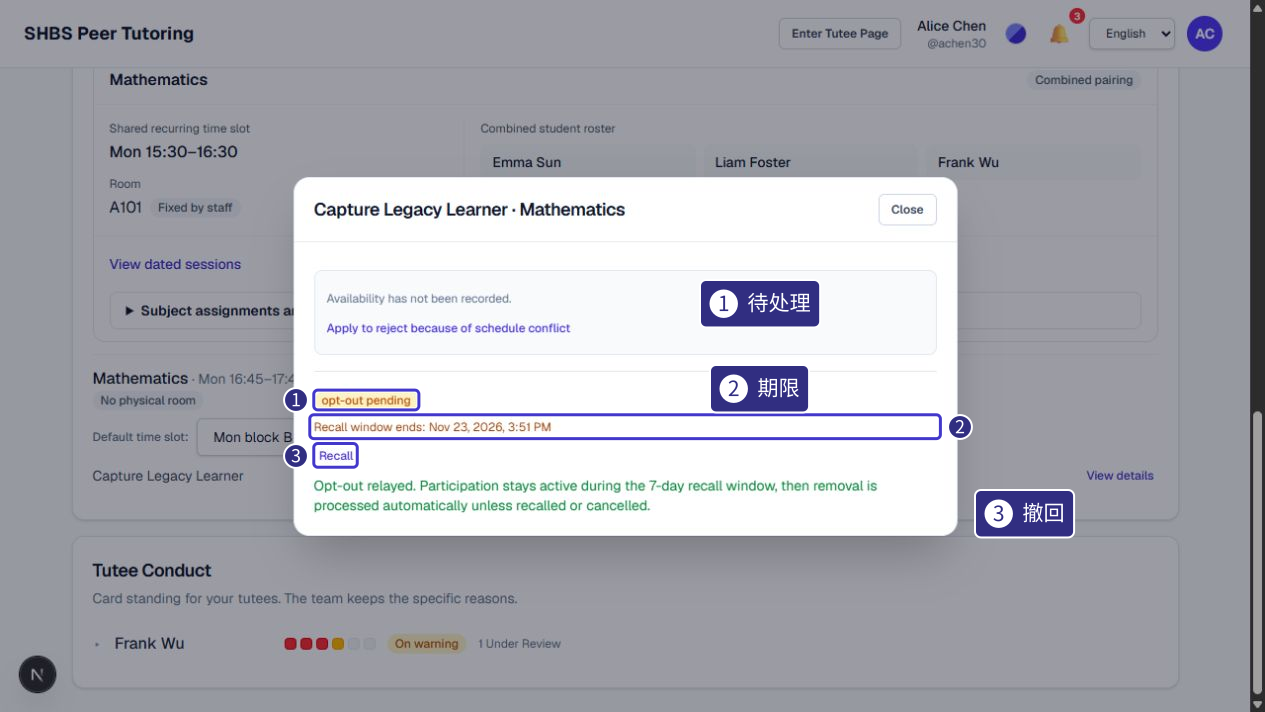 SHBS Peer Tutoring
Enter Tutee Page
Alice Chen
@achen30
3
English
AC
Mathematics
Combined pairing
Shared recurring time slot
Mon 15:30–16:30
Combined student roster
Emma Sun
Liam Foster
Frank Wu
Room
A101
Fixed by staff
View dated sessions
Subject assignments a
Capture Legacy Learner · Mathematics
Close
Availability has not been recorded.
Apply to reject because of schedule conflict
1 待处理
2 期限
1
opt-out pending
Recall window ends: Nov 23, 2026, 3:51 PM
2
3
Recall
Opt-out relayed. Participation stays active during the 7-day recall window, then removal is
processed automatically unless recalled or cancelled.
3 撤回
Mathematics · Mon 16:45–17:4
No physical room
Default time slot:
Mon block B
Capture Legacy Learner
View details
Tutee Conduct
Card standing for your tutees. The team keeps the specific reasons.
Frank Wu
On warning
1 Under Review
N